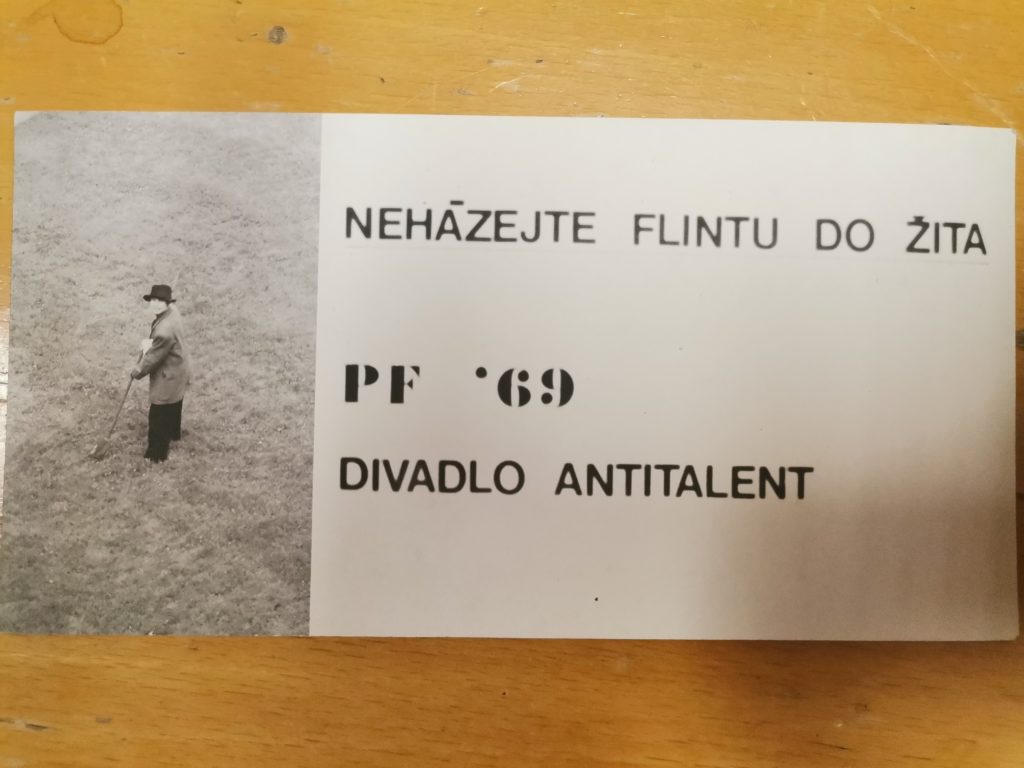 NEHÁZEJTE FLINTU DO ŽITA
PF '69
DIVADLO ANTITALENT